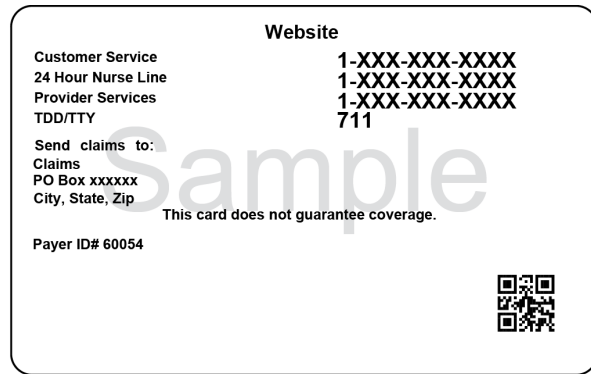 Website
Customer Service 1-XXX-XXX-XXXX
24 Hour Nurse Line 1-XXX-XXX-XXXX
Provider Services 1-XXX-XXX-XXXX
TDD/TTY 711
Send claims to:
Claims
PO Box xxxxxx
City, State, Zip
Sample
This card does not guarantee coverage.
Payer ID# 60054